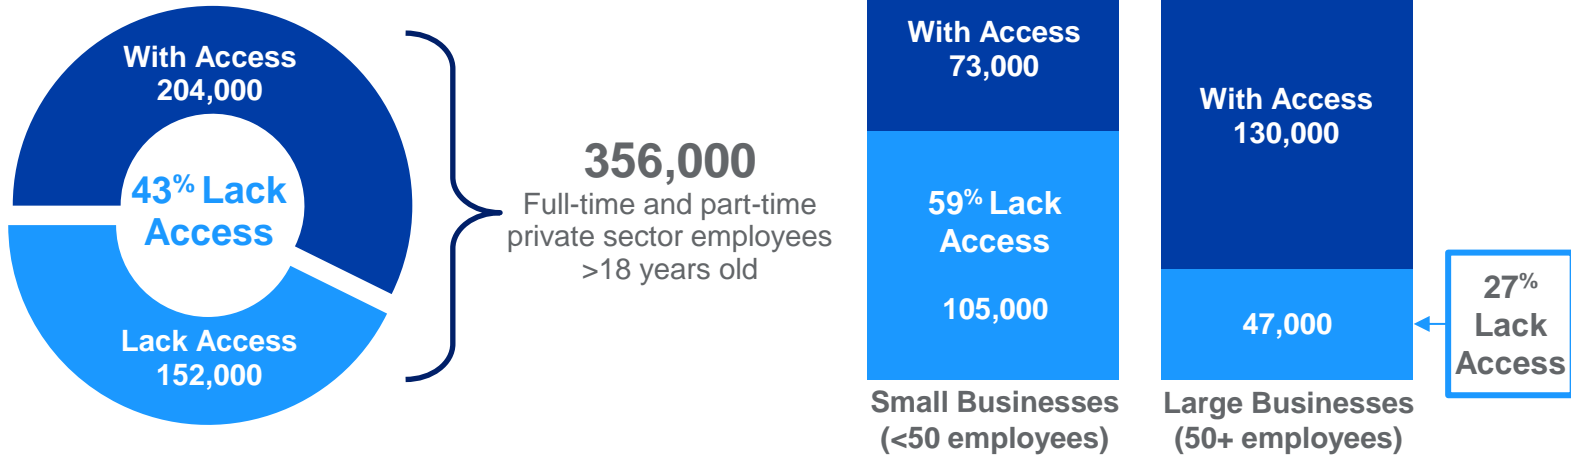 With Access
204,000
43% Lack
Access
Lack Access
152,000
356,000
Full-time and part-time
private sector employees
>18 years old
With Access
73,000
59% Lack
Access
105,000
Small Businesses
(<50 employees)
With Access
130,000
47,000
Large Businesses
(50+ employees)
27%
Lack
Access